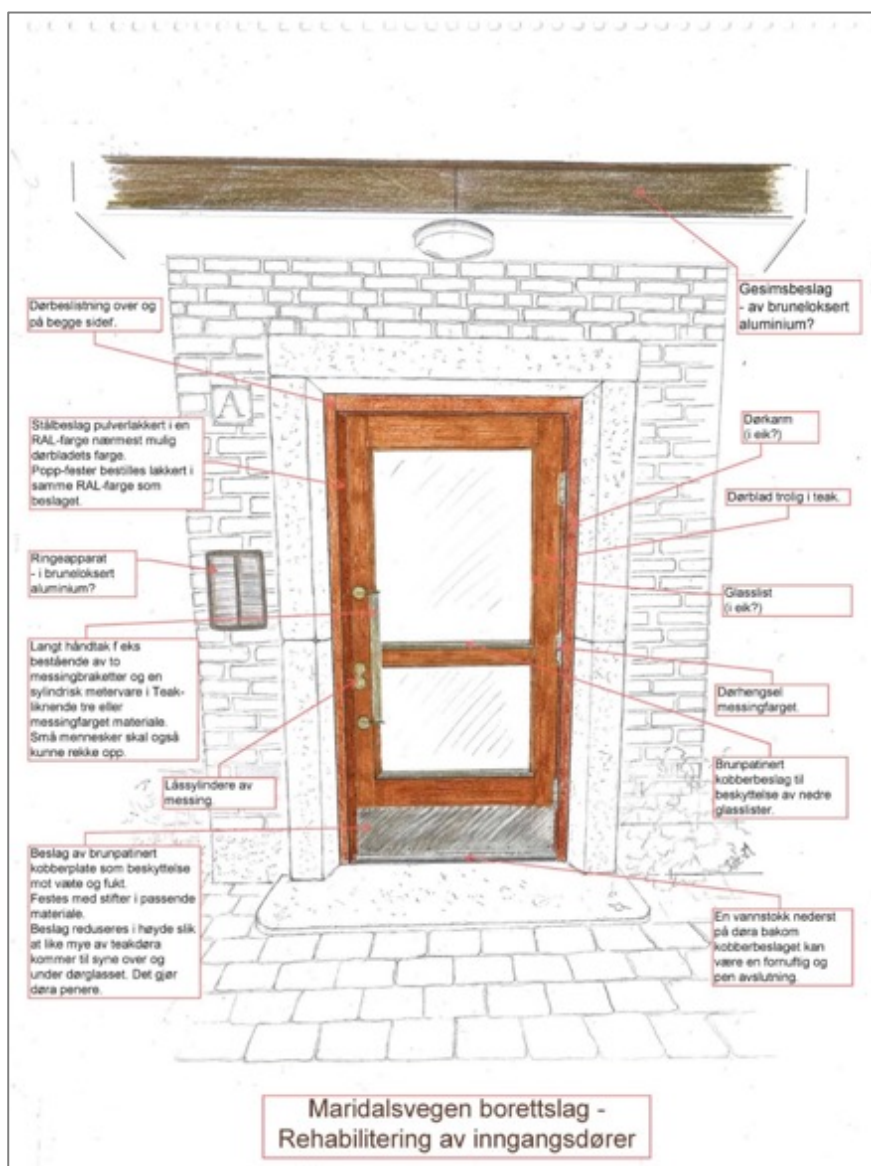 Gesimsbeslag
- av bruneloksert
aluminium?
Dørbeslistning over og
på begge sider.
A
Stålbeslag pulverlakkert i en
RAL-farge nærmest mulig
dørbladets farge.
Popp-fester bestilles lakkert i
samme RAL-farge som
beslaget.
Dørkarm
(i eik?)
Dørblad trolig i teak.
Ringeapparat
- i bruneloksert
aluminium?
Glasslist
(i eik?)
Langt håndtak f eks
bestående av to
messingbraketter og en
sylindrisk metervare i Teak-
liknende tre eller
messingfarget materiale.
Små mennesker skal også
kunne rekke opp.
Dørhengsel
messingfarget.
Låssylindere av
messing
Brunpatinert
kobberbeslag til
beskyttelse av nedre
glasslister.
Beslag av brunpatinert
kobberplate som beskyttelse
mot væte og fukt.
Festes med stifter i passende
materiale.
Beslag reduseres i høyde slik
at like mye av teakdøra
kommer til syne over og
under dørglasset. Det gjør
døra penere.
En vannstokk nederst
på døra bakom
kobberbeslaget kan
være en fornuftig og
pen avslutning.
Maridalsvegen borettslag -
Rehabilitering av inngangsdører